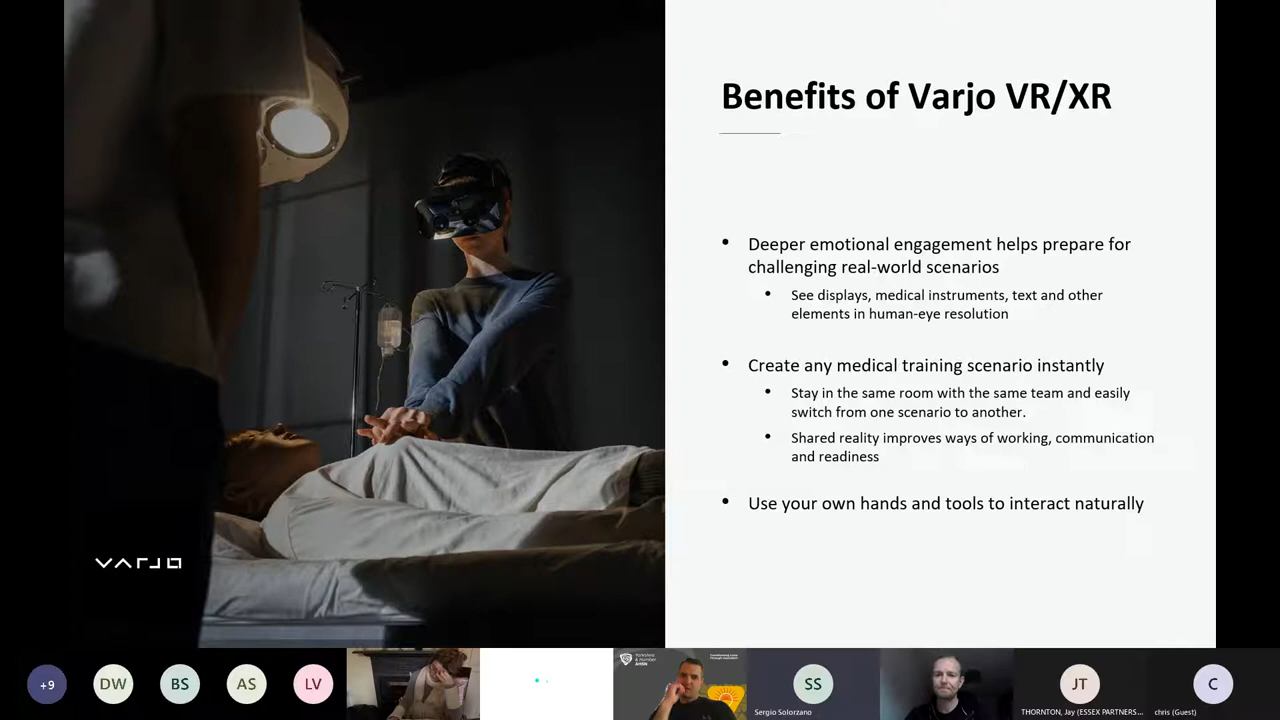 Benefits of Varjo VR/XR
• Deeper emotional engagement helps prepare for
challenging real-world scenarios
• See displays, medical instruments, text and other
elements in human-eye resolution
• Create any medical training scenario instantly
• Stay in the same room with the same team and easily
switch from one scenario to another.
• Shared reality improves ways of working, communication
and readiness
• Use your own hands and tools to interact naturally
VARJO
+9
DW
BS
AS
LV
Yorkshire
& Humber
AHSN
SS
Sergio Solorzano
JT
THORNTON, Jay (ESSEX PARTNERS...
C
chris (Guest)